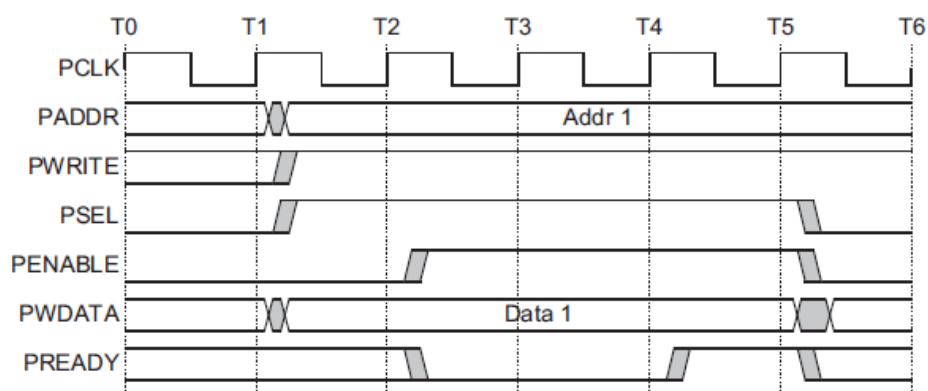 T0 T1 T2 T3 T4 T5 T6
PCLK
PADDR Addr 1
PWRITE
PSEL
PENABLE
PWDATA Data 1
PREADY